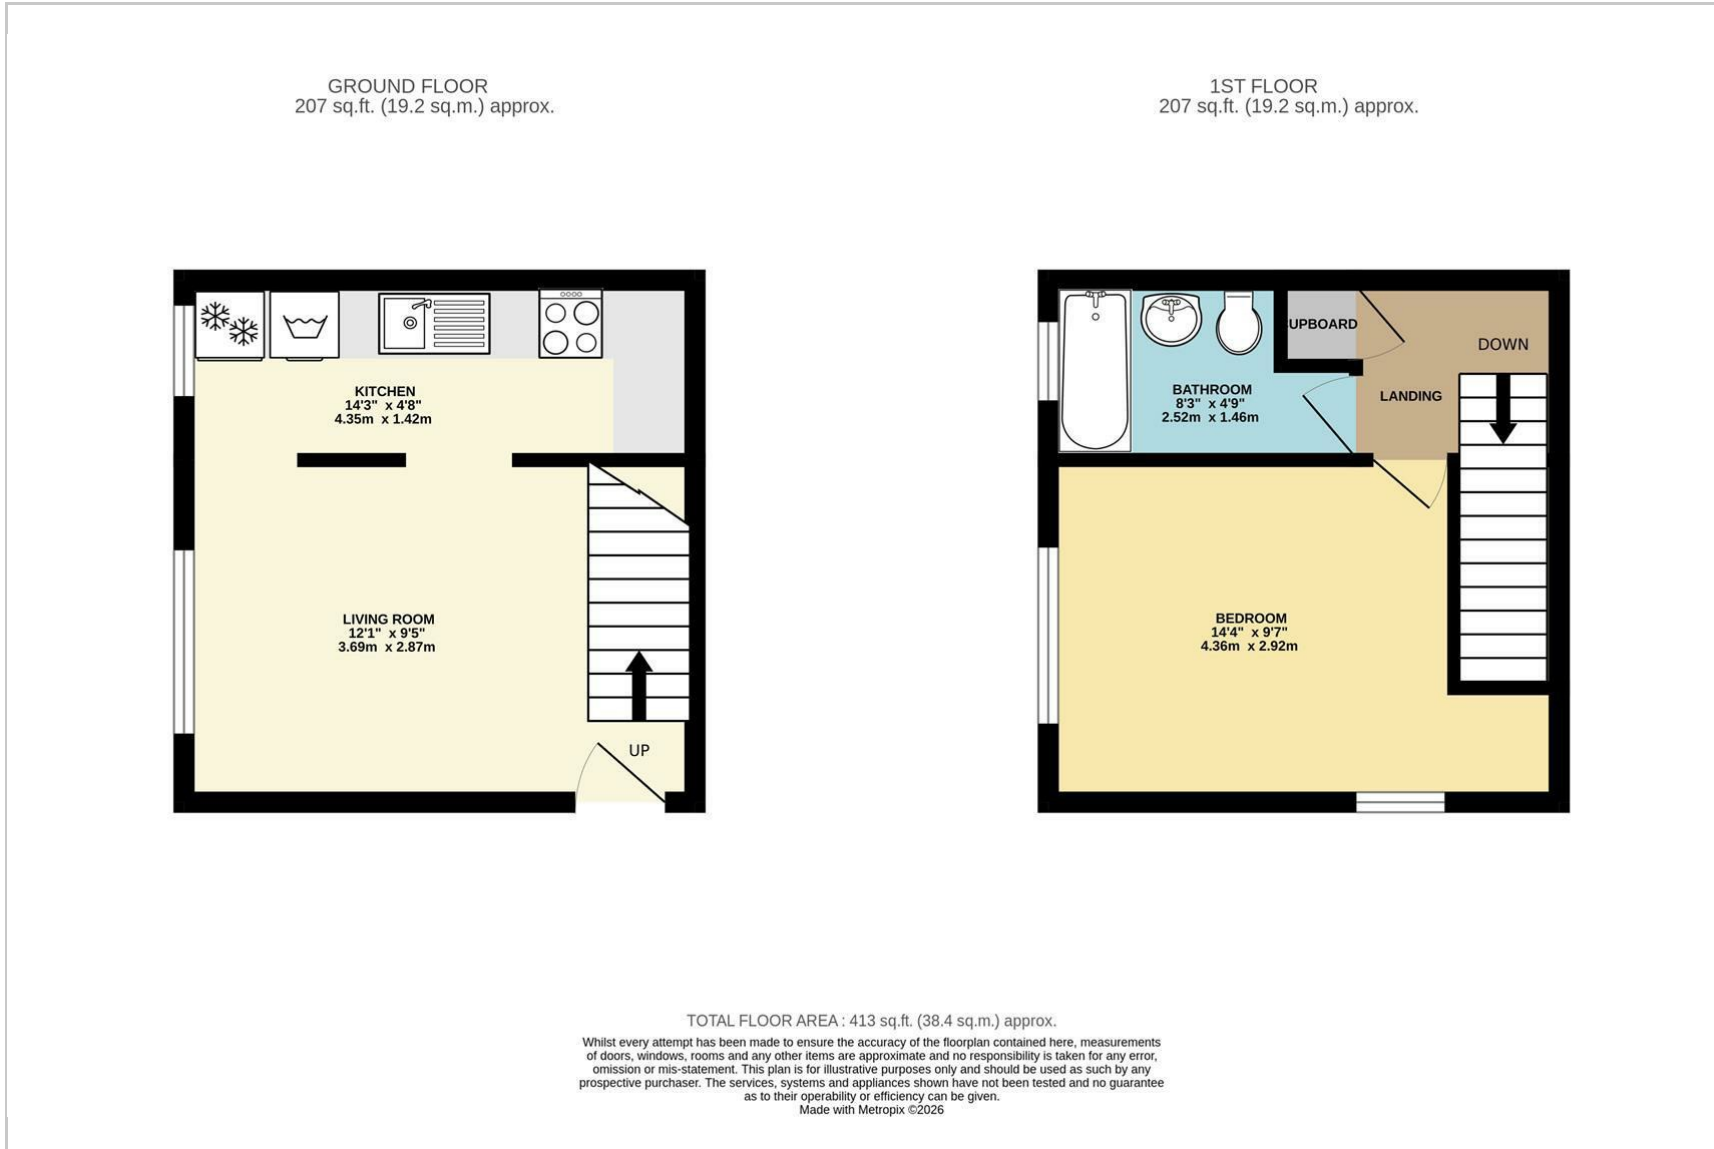 GROUND FLOOR
207 sq.ft. (19.2 sq.m.) approx.
1ST FLOOR
207 sq.ft. (19.2 sq.m.) approx.
KITCHEN
14'3" x 4'8"
4.35m x 1.42m
LIVING ROOM
12'1" x 9'5"
3.69m x 2.87m
UP
UPBOARD
DOWN
BATHROOM
8'3" x 4'9"
2.52m x 1.46m
LANDING
BEDROOM
14'4" x 9'7"
4.36m x 2.92m
TOTAL FLOOR AREA : 413 sq.ft. (38.4 sq.m.) approx.
Whilst every attempt has been made to ensure the accuracy of the floorplan contained here, measurements
of doors, windows, rooms and any other items are approximate and no responsibility is taken for any error,
omission or mis-statement. This plan is for illustrative purposes only and should be used as such by any
prospective purchaser. The services, systems and appliances shown have not been tested and no guarantee
as to their operability or efficiency can be given.
Made with Metropix ©2026